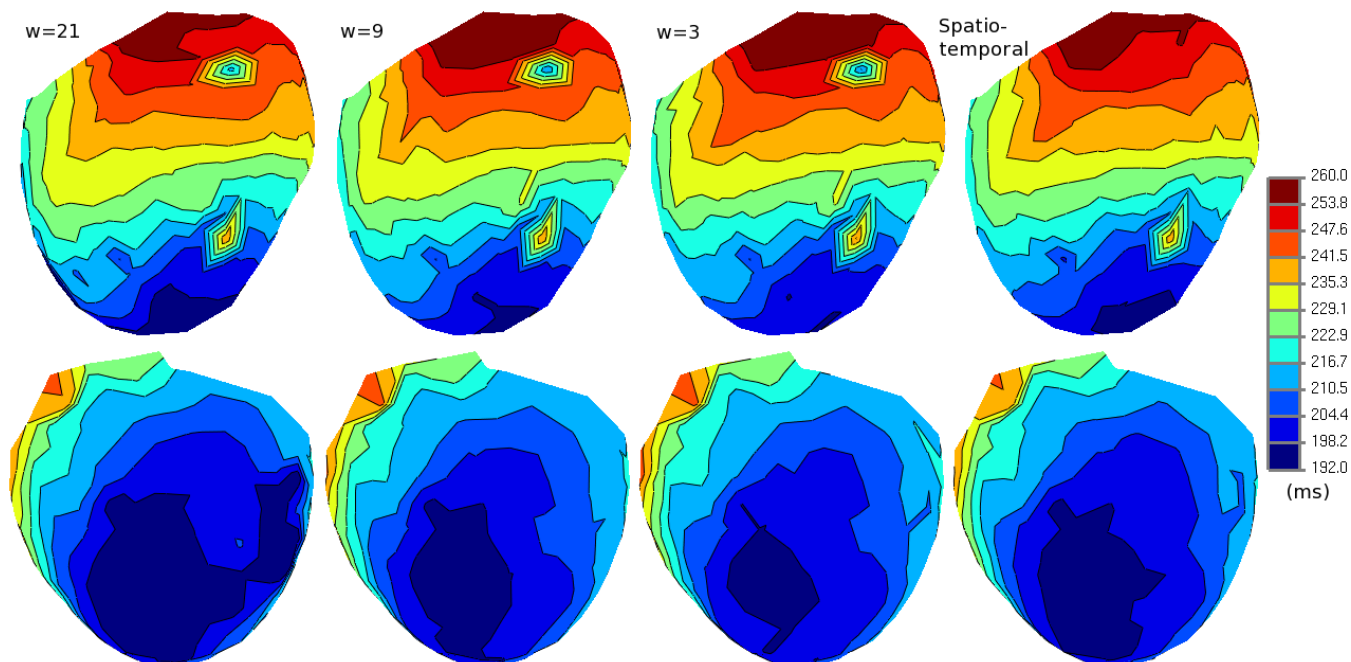 w=21
w=9
w=3
Spatio-
temporal
260.0
253.8
247.6
241.5
235.3
229.1
222.9
216.7
210.5
204.4
198.2
192.0
(ms)